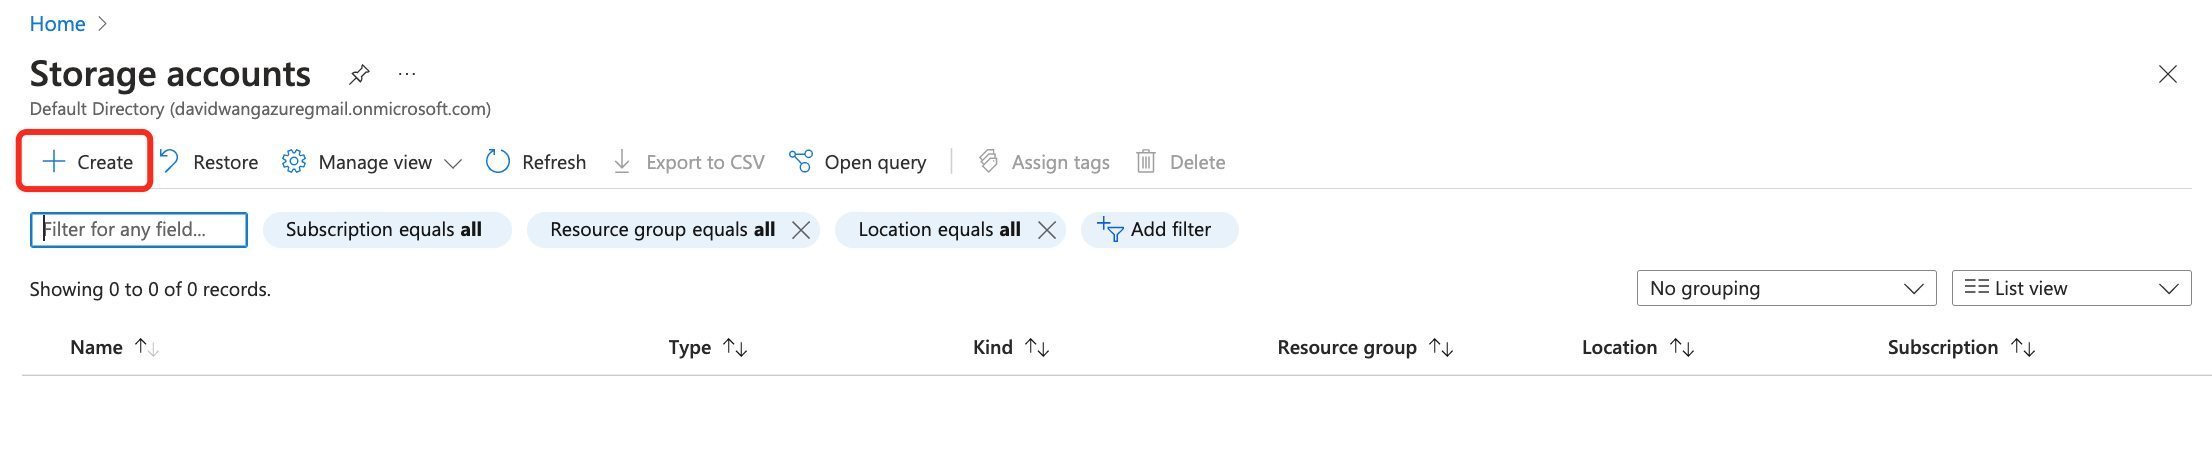 Home
Storage accounts
Default Directory (davidwangazuregmail.onmicrosoft.com)
Create Restore Manage view Refresh Export to CSV Open query Assign tags Delete
Filter for any field... Subscription equals all Resource group equals all Location equals all Add filter
Showing 0 to 0 of 0 records. No grouping List view
Name Type Kind Resource group Location Subscription